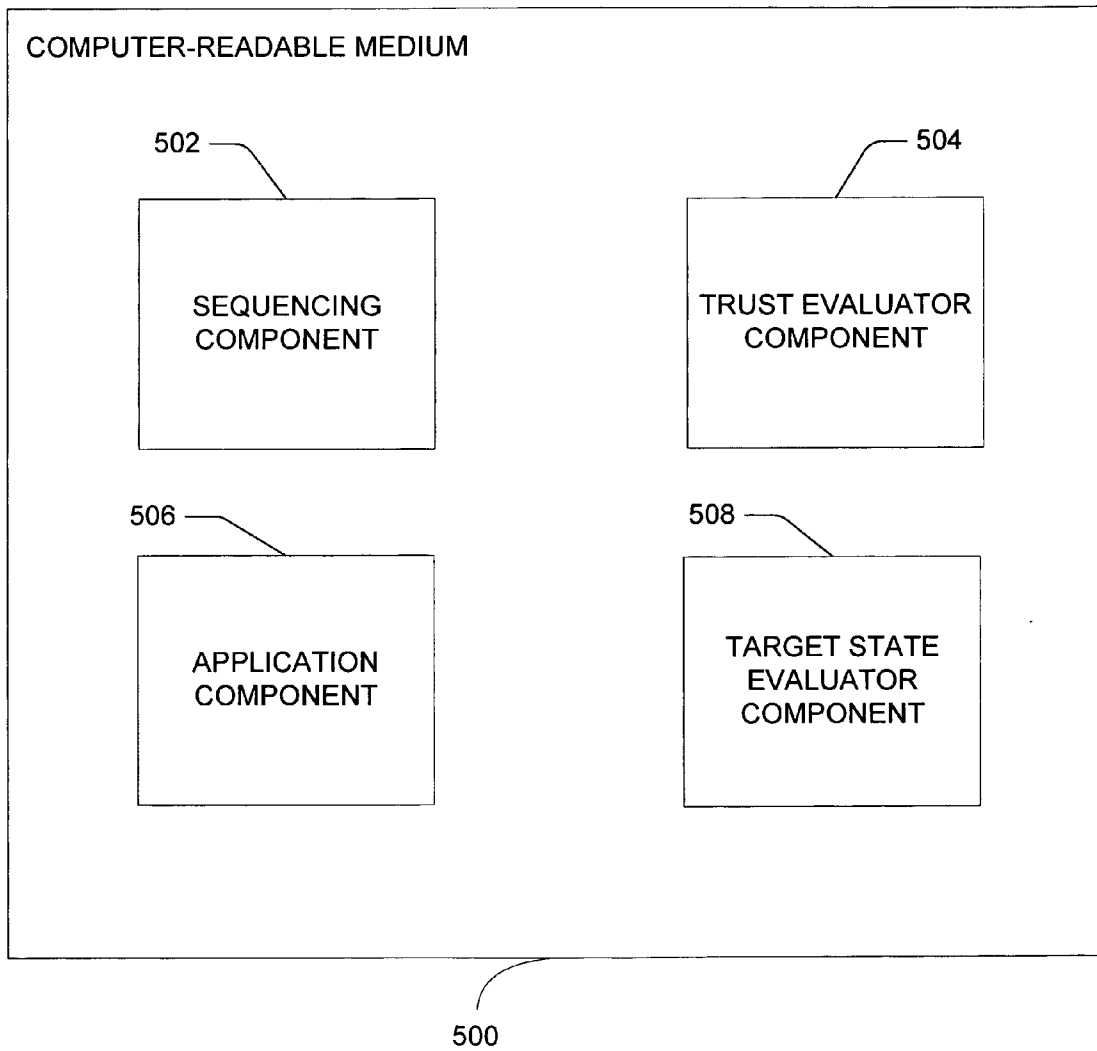 COMPUTER-READABLE MEDIUM
502
504
SEQUENCING
COMPONENT
TRUST EVALUATOR
COMPONENT
506
508
APPLICATION
COMPONENT
TARGET STATE
EVALUATOR
COMPONENT
500